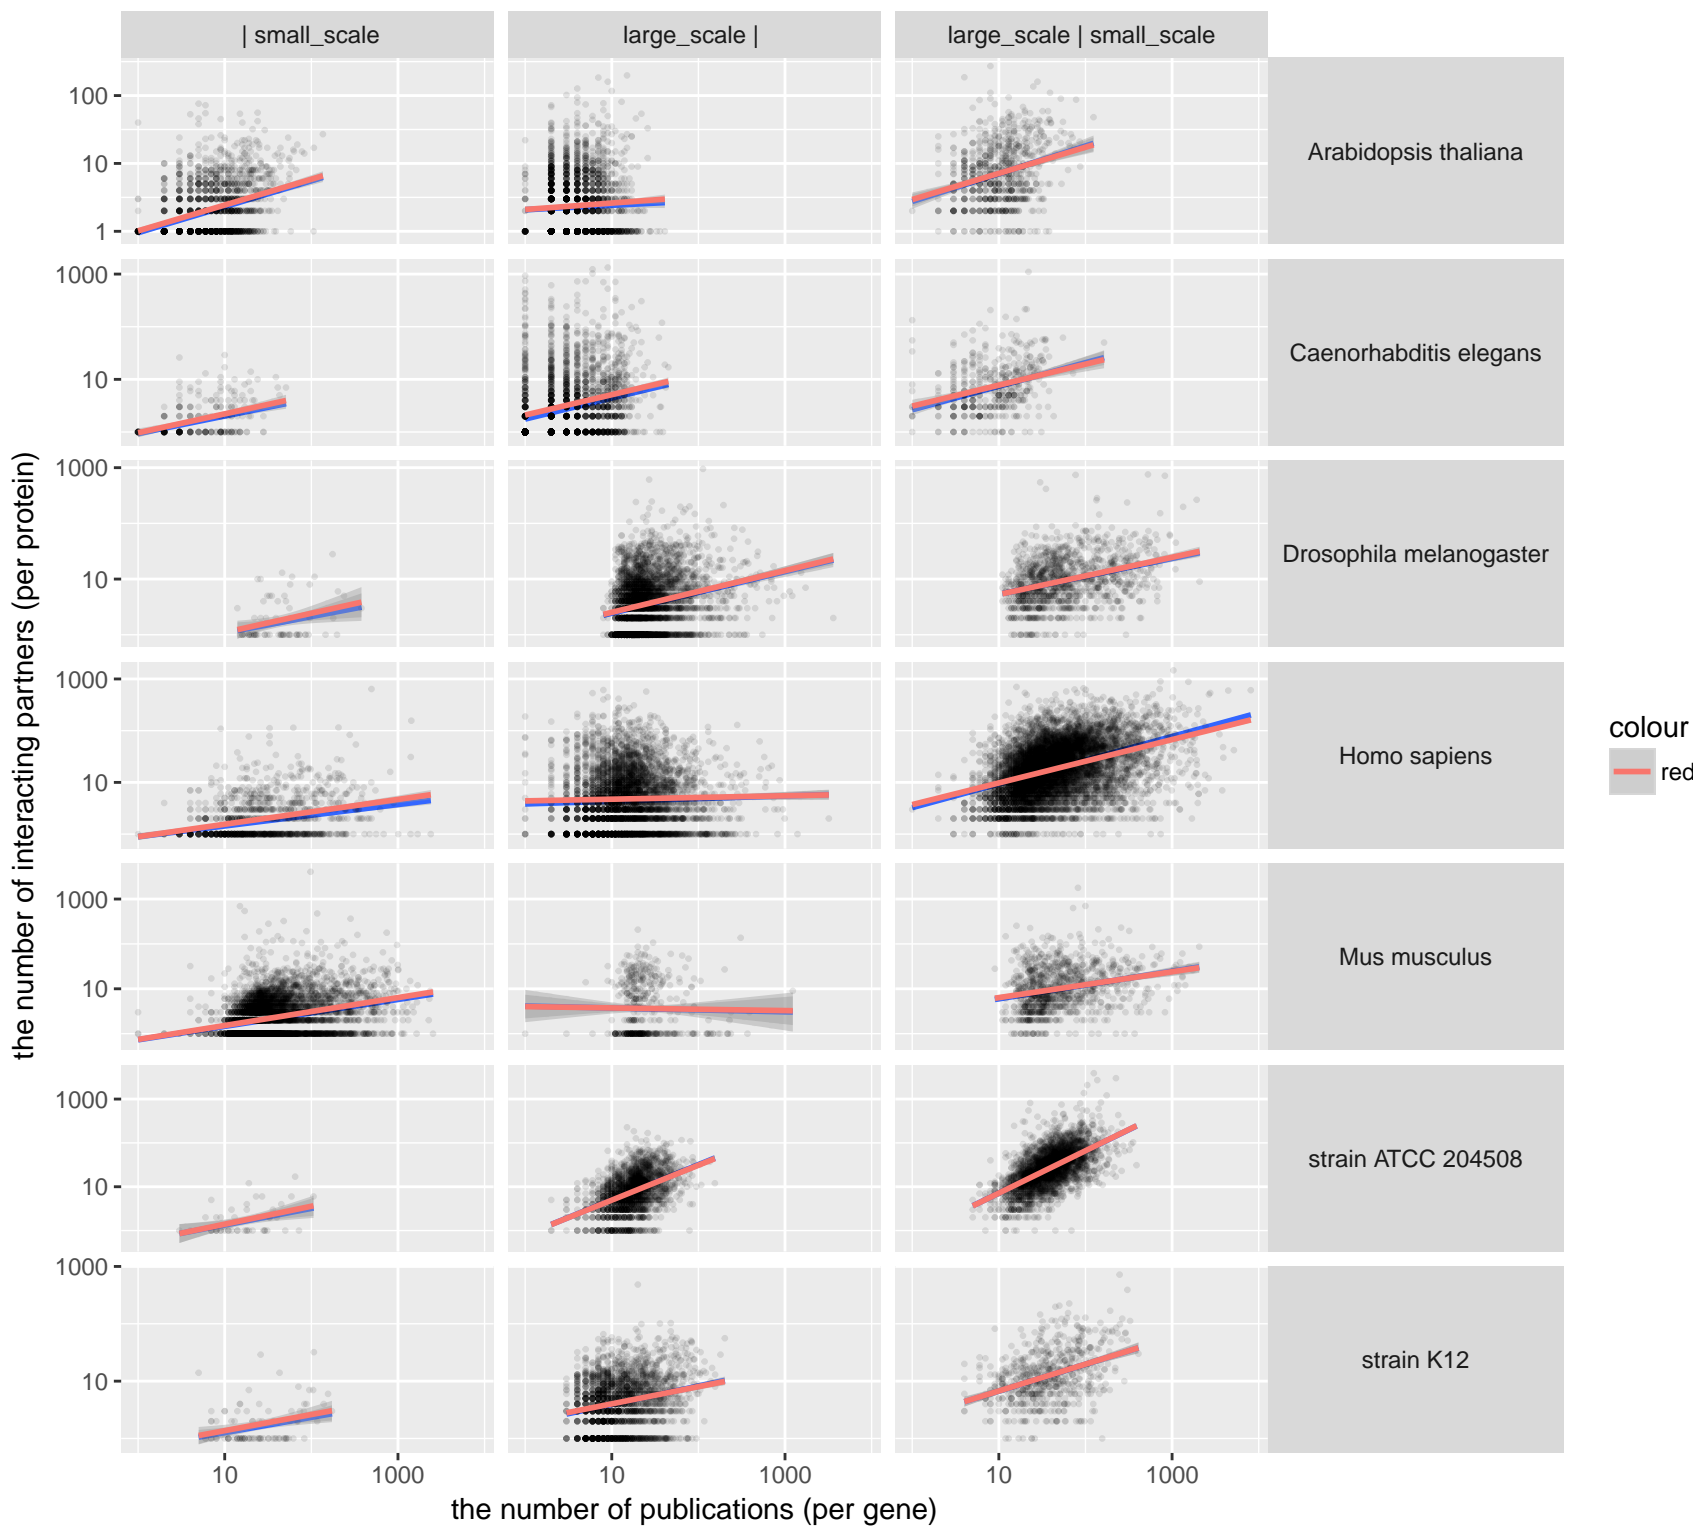 | small_scale
large_scale |
large_scale | small_scale
100
10
1
Arabidopsis thaliana
1000
10
Caenorhabditis elegans
1000
10
Drosophila melanogaster
1000
10
Homo sapiens
1000
10
Mus musculus
1000
10
strain ATCC 204508
1000
10
strain K12
10
1000
10
1000
10
1000
the number of publications (per gene)
the number of interacting partners (per protein)
colour
red